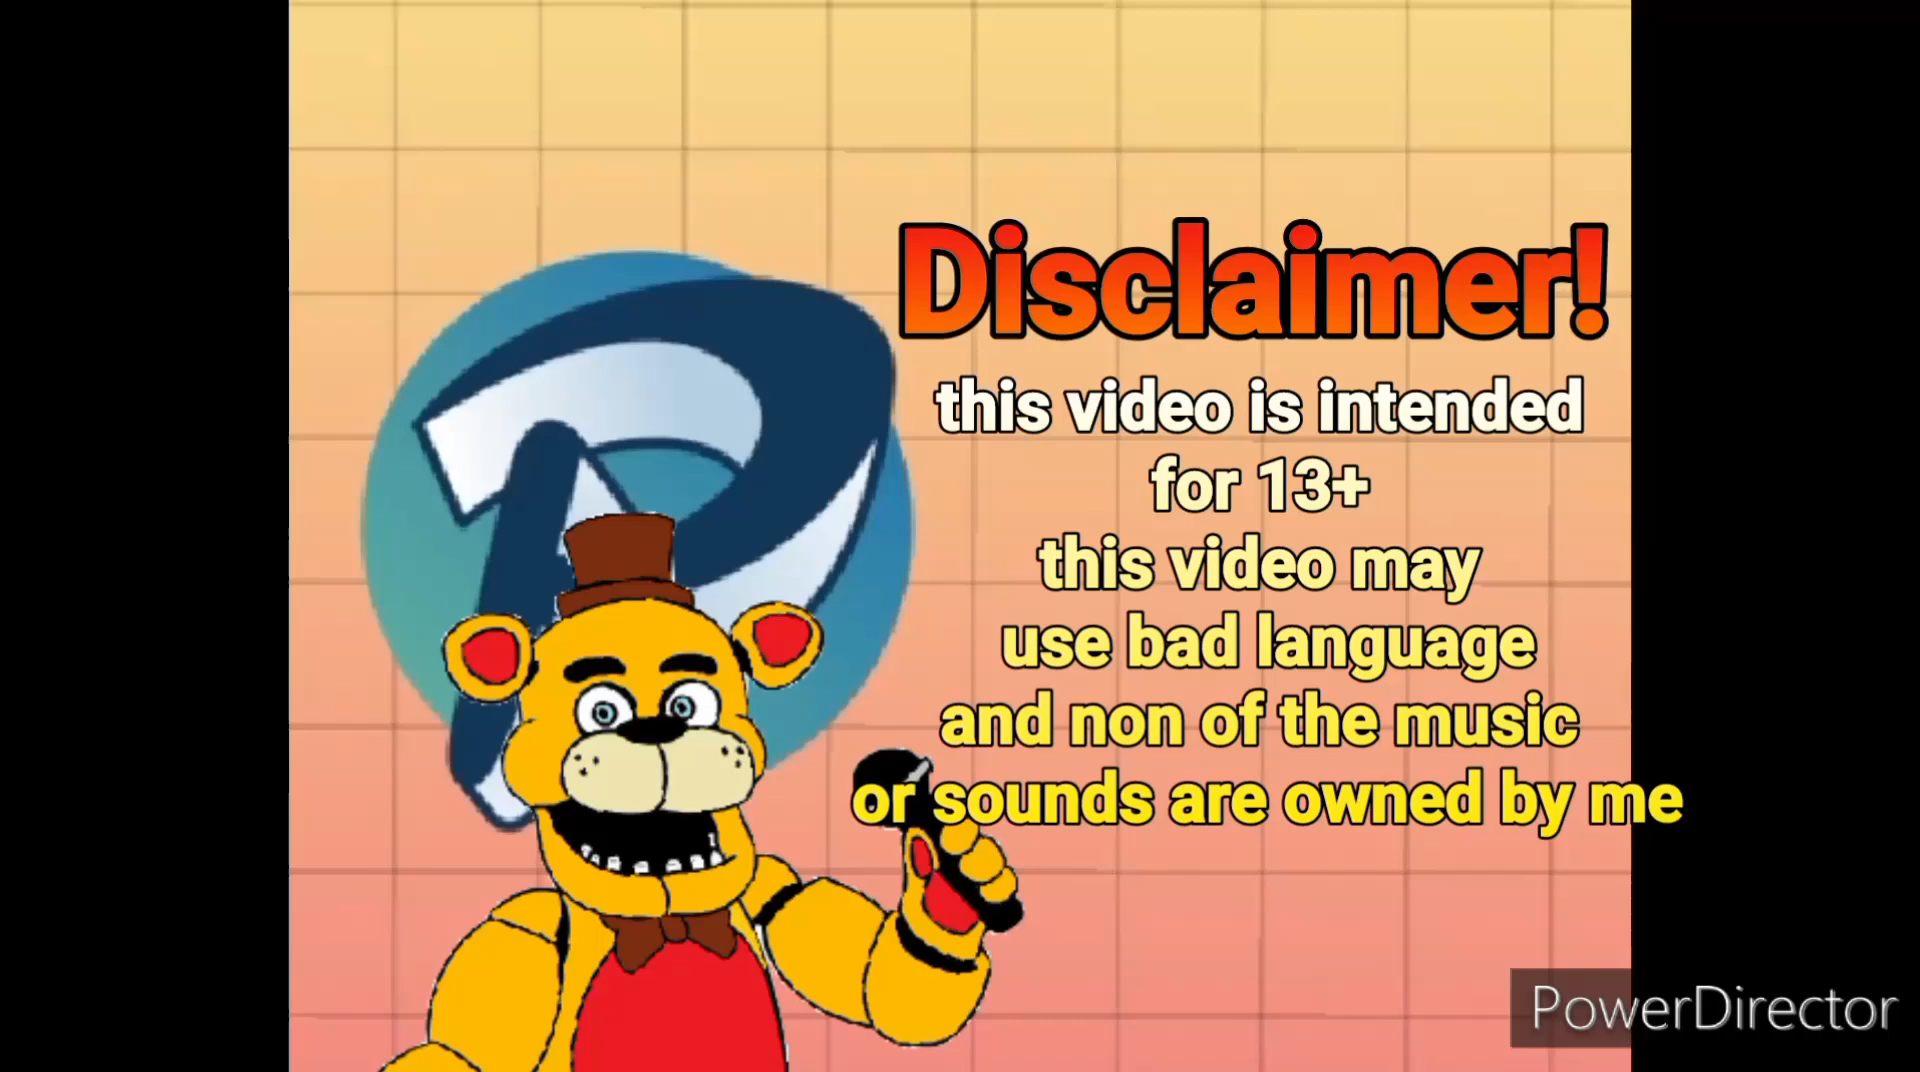 Disclaimer!
this video is intended
for 13+
this video may
use bad language
and non of the music
or sounds are owned by me
PowerDirector